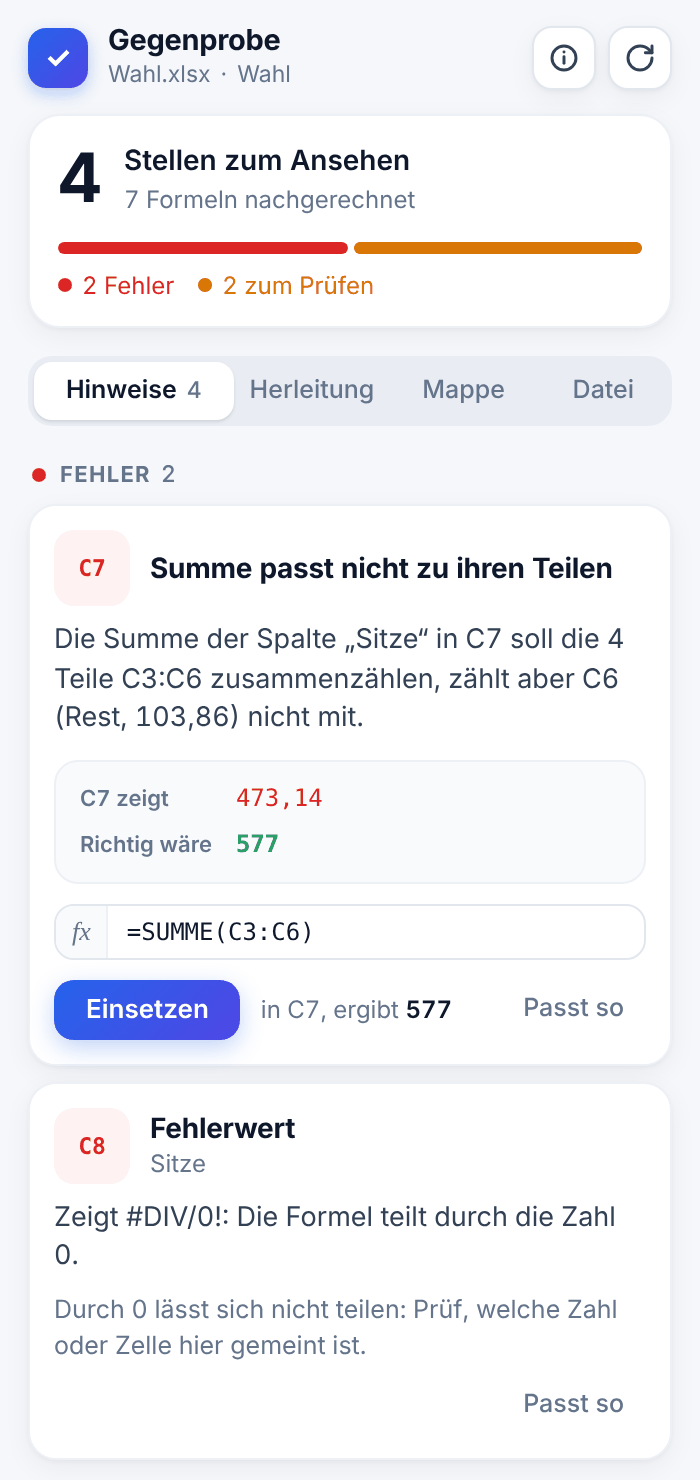 Gegenprobe
Wahl.xlsx · Wahl
4
Stellen zum Ansehen
7 Formeln nachgerechnet
2 Fehler
2 zum Prüfen
Hinweise 4
Herleitung
Mappe
Datei
FEHLER 2
C7
Summe passt nicht zu ihren Teilen
Die Summe der Spalte „Sitze“ in C7 soll die 4
Teile C3:C6 zusammenzählen, zählt aber C6
(Rest, 103,86) nicht mit.
C7 zeigt 473,14
Richtig wäre 577
fx =SUMME(C3:C6)
Einsetzen in C7, ergibt 577 Passt so
C8
Fehlerwert
Sitze
Zeigt #DIV/0!: Die Formel teilt durch die Zahl
0.
Durch 0 lässt sich nicht teilen: Prüf, welche Zahl
oder Zelle hier gemeint ist.
Passt so